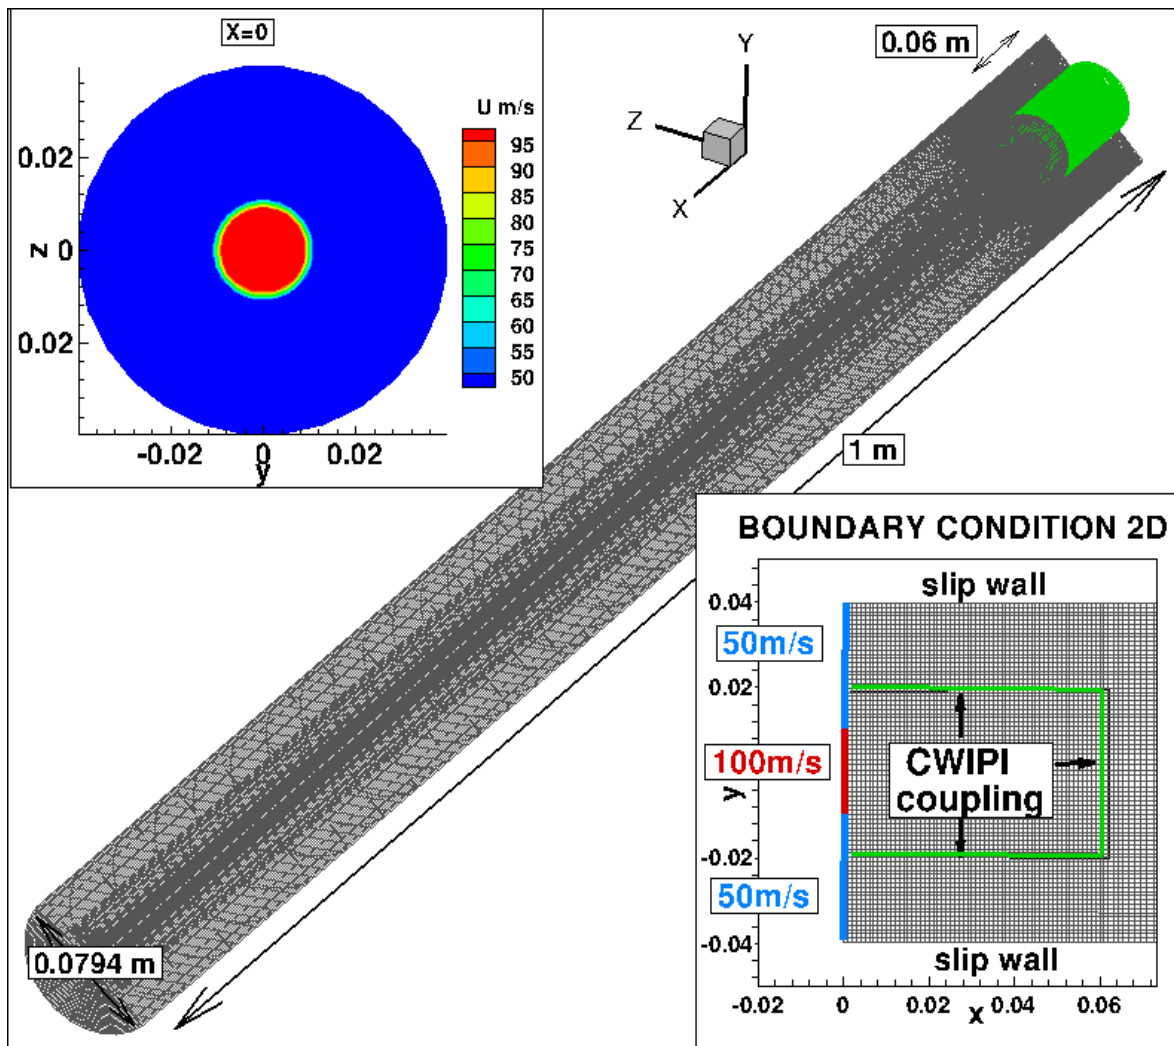 X=0
U m/s
95
90
85
80
75
70
65
60
55
50
0.02
z 0
0.02
-0.02 0 0.02
y
Y
Z
X
0.06 m
1 m
0.0794 m
BOUNDARY CONDITION 2D
slip wall
0.04
50m/s
0.02
100m/s
y
CWIPI
coupling
-0.02
50m/s
-0.04
slip wall
-0.02 0 0.02 0.04 0.06
x